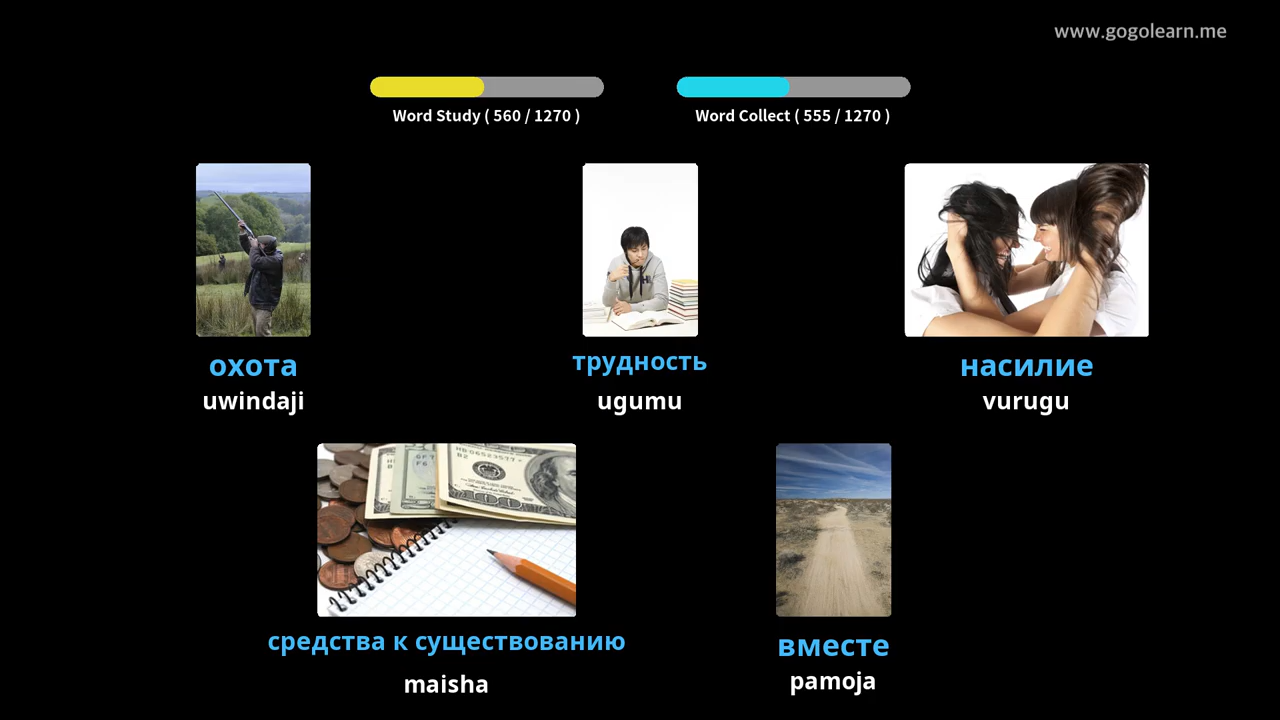 www.gogolearn.me
Word Study ( 560 / 1270 )
Word Collect ( 555 / 1270 )
охота
uwindaji
трудность
ugumu
насилие
vurugu
средства к существованию
maisha
вместе
pamoja